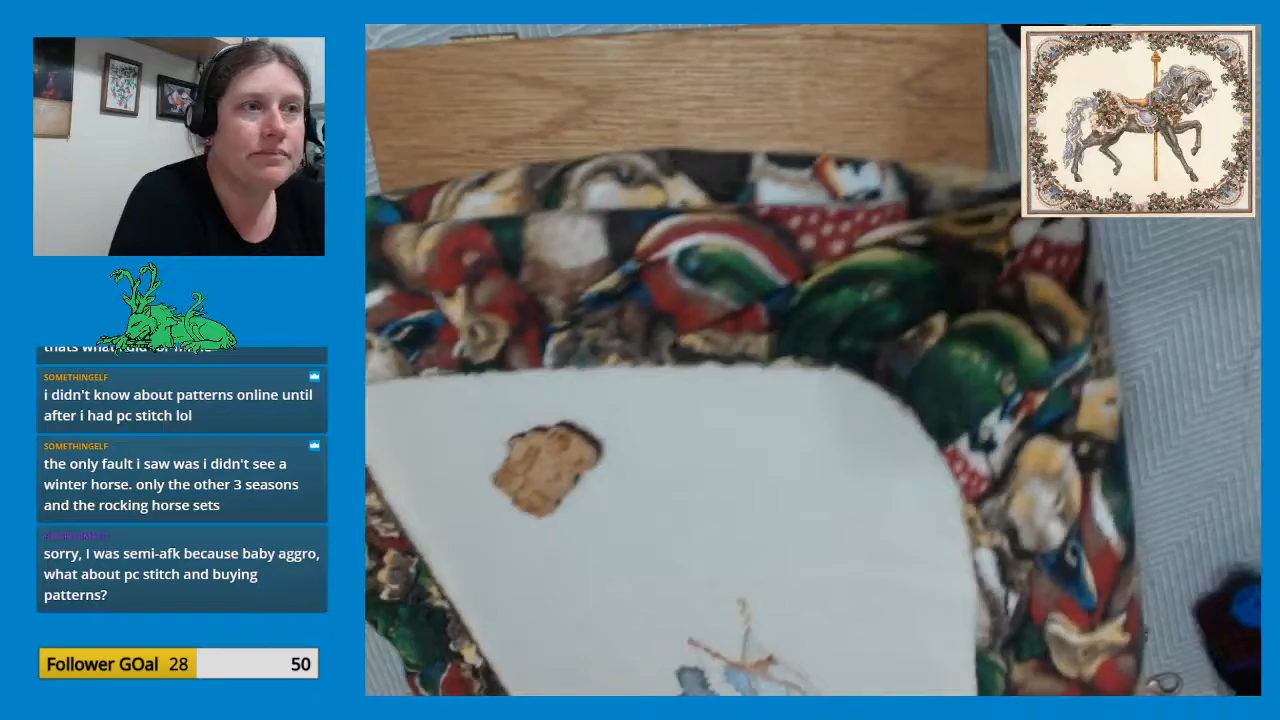 SOMETHINGELF
i didn't know about patterns online until
after i had pc stitch lol
SOMETHINGELF
the only fault i saw was i didn't see a
winter horse. only the other 3 seasons
and the rocking horse sets
sorry, I was semi-afk because baby aggro,
what about pc stitch and buying
patterns?
Follower GOal 28 50